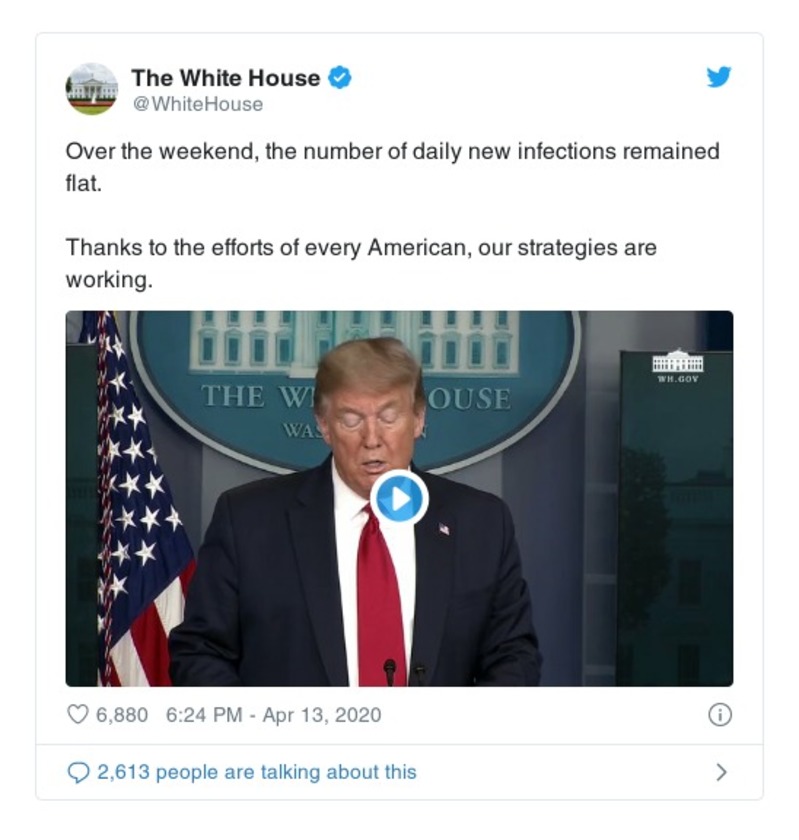 The White House
@WhiteHouse
Over the weekend, the number of daily new infections remained
flat.
Thanks to the efforts of every American, our strategies are
working.
THE WH OUSE
WAS N
WH.GOV
6,880 6:24 PM - Apr 13, 2020
2,613 people are talking about this